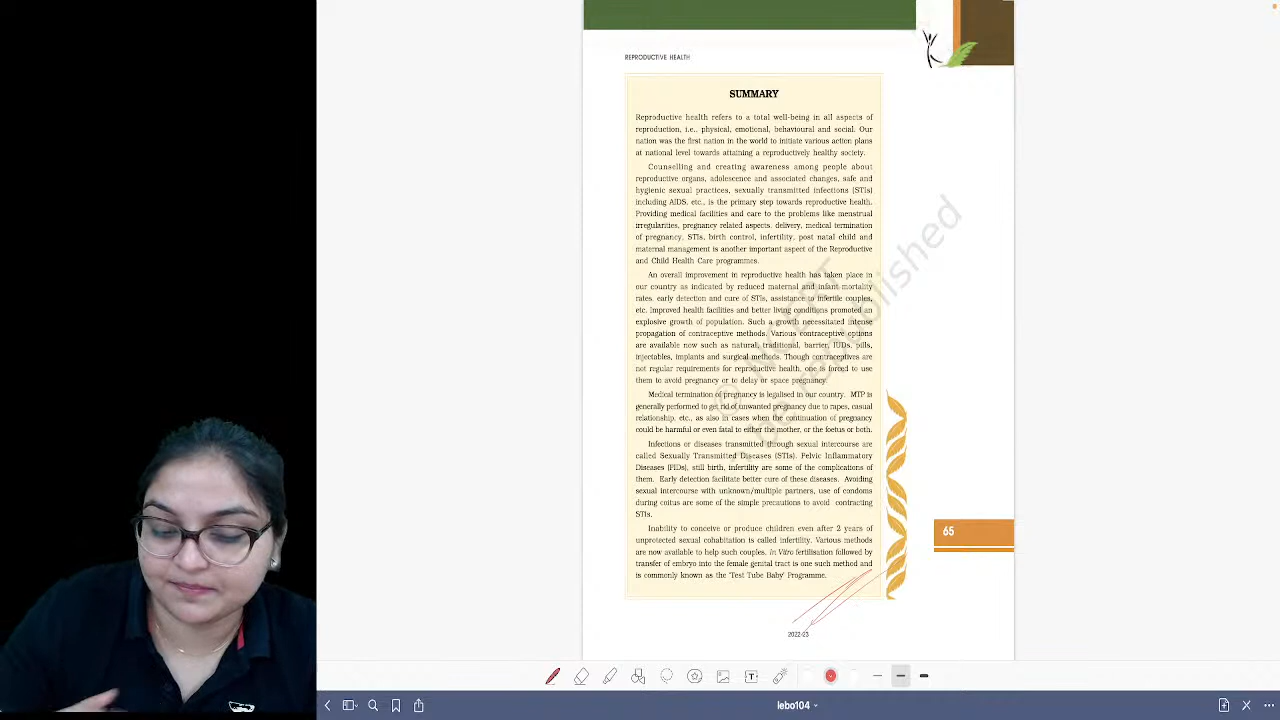 REPRODUCTIVE HEALTH
SUMMARY
Reproductive health refers to a total well-being in all aspects of
reproduction, i.e., physical, emotional, behavioural and social. Our
nation was the first nation in the world to initiate various action plans
at national level towards attaining a reproductively healthy society.
Counselling and creating awareness among people about
reproductive organs, adolescence and associated changes, safe and
hygienic sexual practices, sexually transmitted infections (STIs)
including AIDS, etc., is the primary step towards reproductive health.
Providing medical facilities and care to the problems like menstrual
irregularities, pregnancy related aspects, delivery, medical termination
of pregnancy, STIs, birth control, infertility, post natal child and
maternal management is another important aspect of the Reproductive
and Child Health Care programmes.
An overall improvement in reproductive health has taken place in
our country as indicated by reduced maternal and infant mortality
rates, early detection and cure of STIs, assistance to infertile couples,
etc. Improved health facilities and better living conditions promoted an
explosive growth of population. Such a growth necessitated intense
propagation of contraceptive methods. Various contraceptive options
are available now such as natural, traditional, barrier, IUDs, pills,
injectables, implants and surgical methods. Though contraceptives are
not regular requirements for reproductive health, one is forced to use
them to avoid pregnancy or to delay or space pregnancy.
Medical termination of pregnancy is legalised in our country. MTP is
generally performed to get rid of unwanted pregnancy due to rapes, casual
relationship, etc., as also in cases when the continuation of pregnancy
could be harmful or even fatal to either the mother, or the foetus or both.
Infections or diseases transmitted through sexual intercourse are
called Sexually Transmitted Diseases (STIs). Pelvic Inflammatory
Diseases (PIDs), still birth, infertility are some of the complications of
them. Early detection facilitate better cure of these diseases. Avoiding
sexual intercourse with unknown/multiple partners, use of condoms
during coitus are some of the simple precautions to avoid contracting
STIs.
Inability to conceive or produce children even after 2 years of
unprotected sexual cohabitation is called infertility. Various methods
are now available to help such couples. In Vitro fertilisation followed by
transfer of embryo into the female genital tract is one such method and
is commonly known as the 'Test Tube Baby' Programme.
© NCERT
be republished
65
2022-23
lebo104